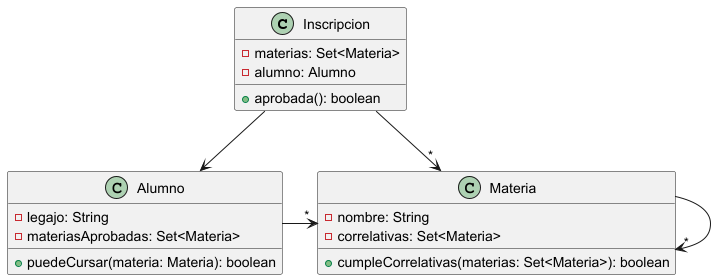 C Inscripcion
materias: Set<Materia>
alumno: Alumno
aprobada(): boolean
*
C Alumno
legajo: String
materiasAprobadas: Set<Materia>
puedeCursar(materia: Materia): boolean
*
C Materia
nombre: String
correlativas: Set<Materia>
cumpleCorrelativas(materias: Set<Materia>): boolean
*